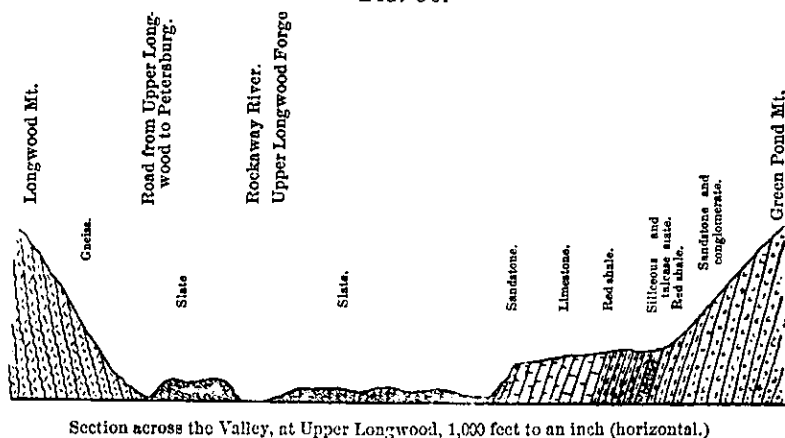 Longwood Mt.
Gneiss.
Road from Upper Long-
wood to Petersburg.
Slate
Rockaway River.
Upper Longwood Forge
Slate.
Sandstone.
Limestone.
Red shale.
Siliceous and
talcose slate.
Red shale.
Sandstone and
conglomerate.
Green Pond Mt.
Section across the Valley, at Upper Longwood, 1,000 feet to an inch (horizontal.)